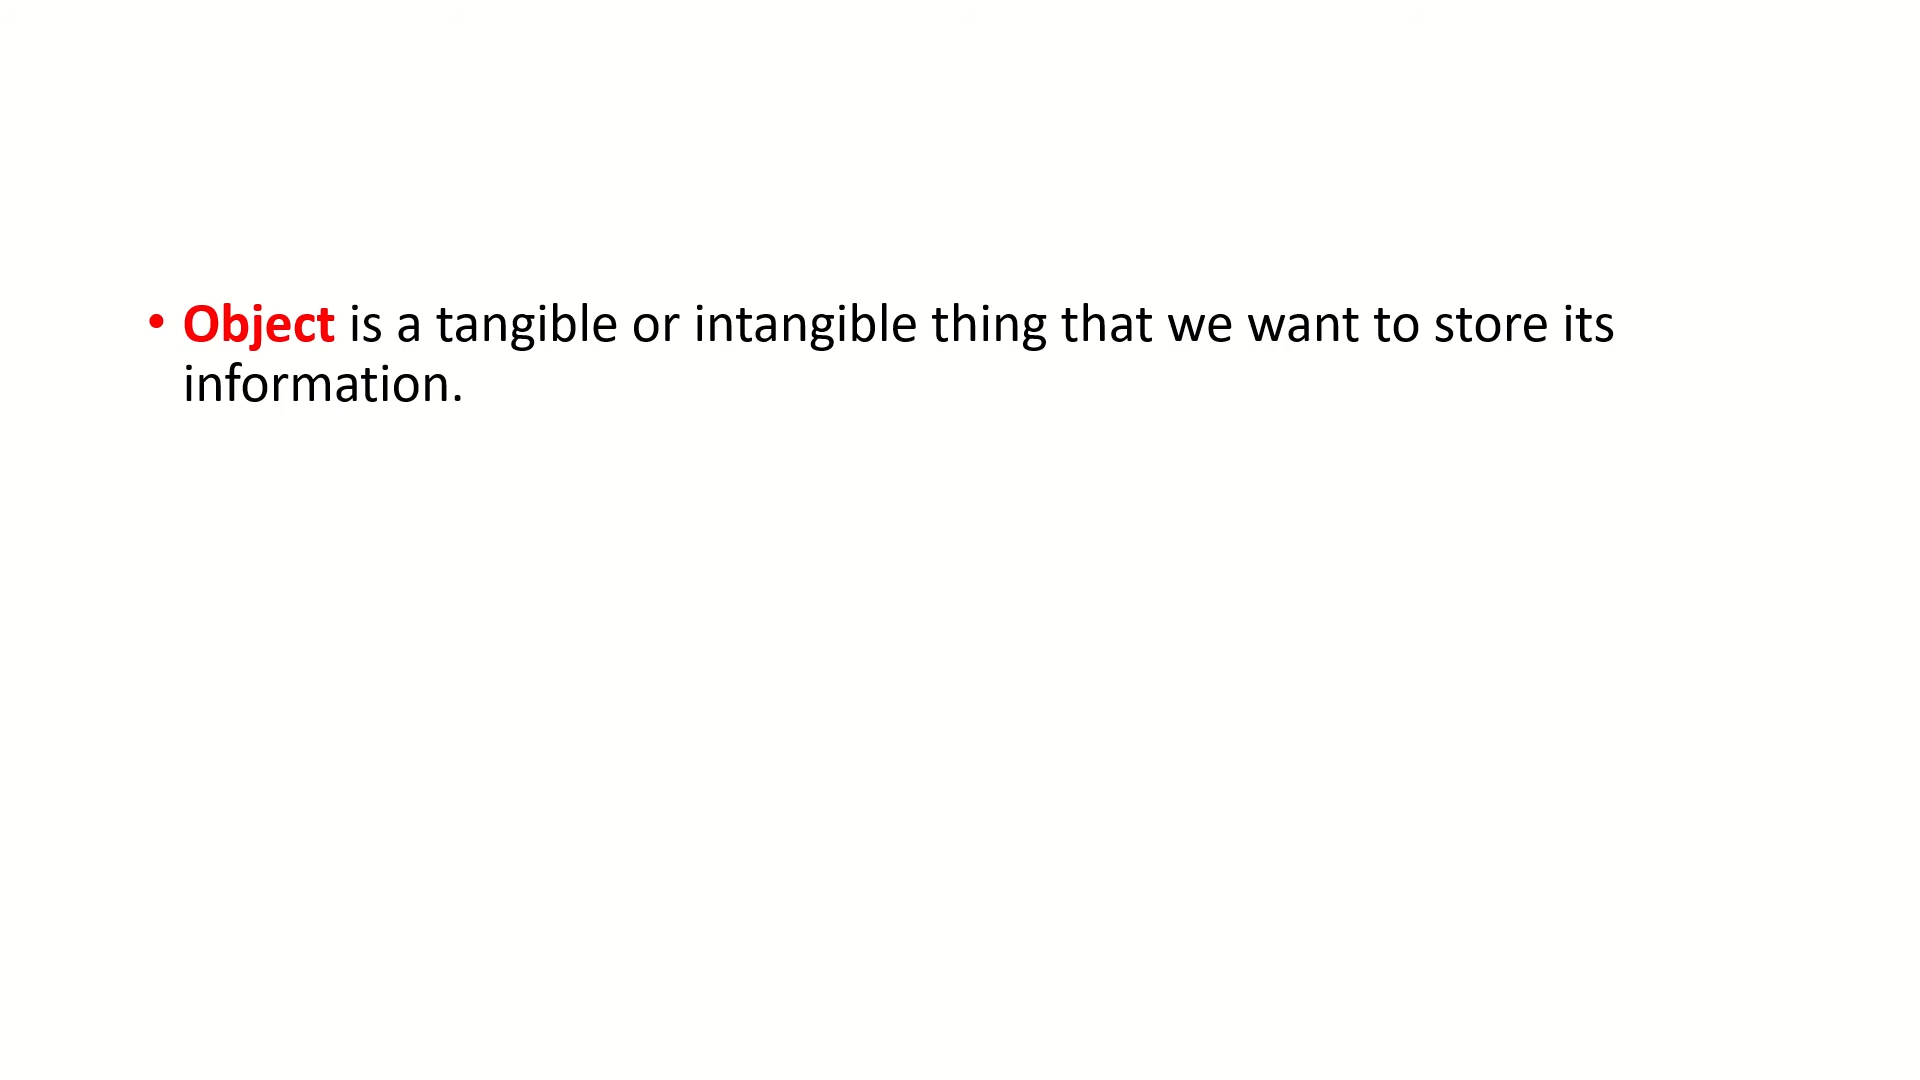 • Object is a tangible or intangible thing that we want to store its
information.